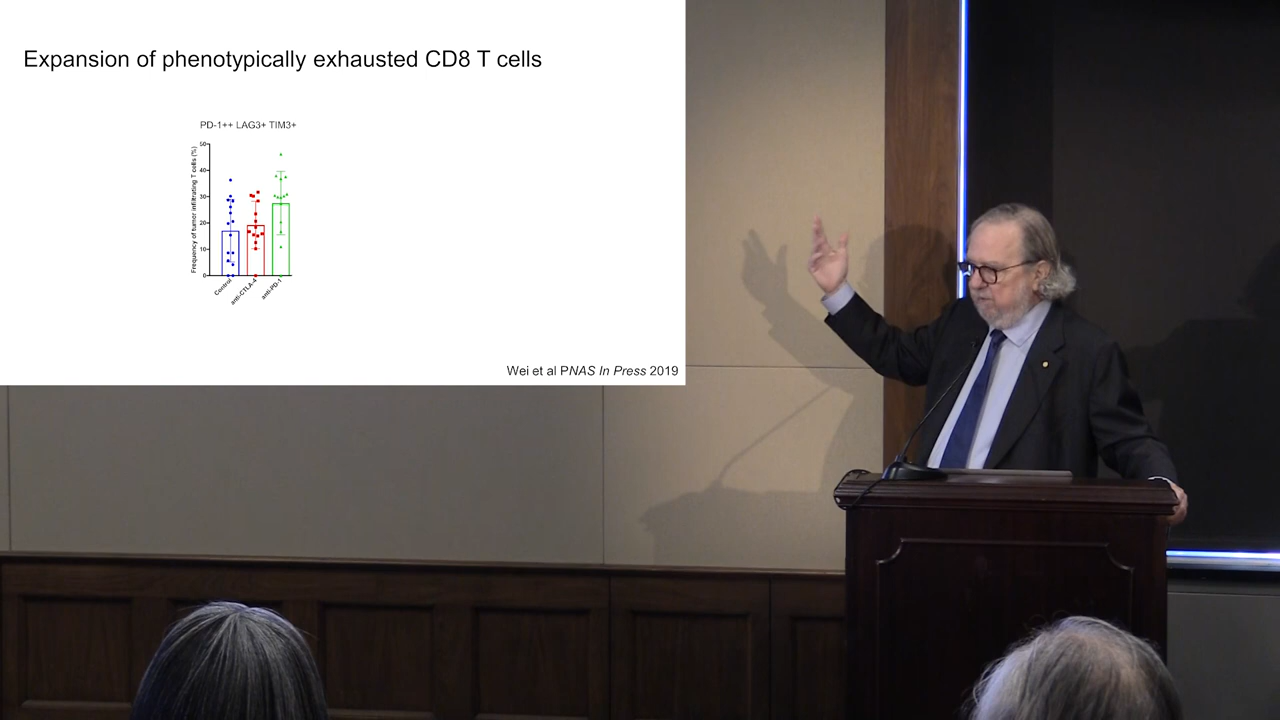 Expansion of phenotypically exhausted CD8 T cells
PD-1++ LAG3+ TIM3+
Frequency of tumor infiltrating T cells (%)
50
40
30
20
10
0
Control
anti-CTLA-4
anti-PD-1
Wei et al PNAS In Press 2019